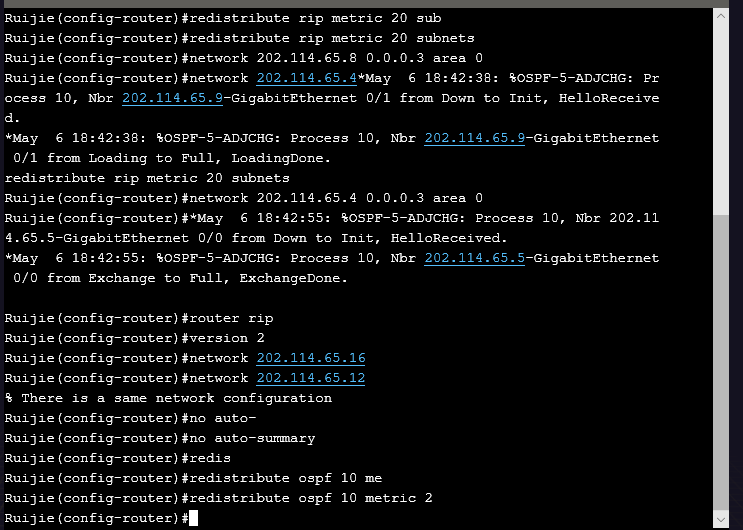 Ruijie(config-router)#redistribute rip metric 20 sub
Ruijie(config-router)#redistribute rip metric 20 subnets
Ruijie(config-router)#network 202.114.65.8 0.0.0.3 area 0
Ruijie(config-router)#network 202.114.65.4*May  6 18:42:38: %OSPF-5-ADJCHG: Pr
ocess 10, Nbr 202.114.65.9-GigabitEthernet 0/1 from Down to Init, HelloReceive
d.
*May  6 18:42:38: %OSPF-5-ADJCHG: Process 10, Nbr 202.114.65.9-GigabitEthernet
 0/1 from Loading to Full, LoadingDone.
redistribute rip metric 20 subnets
Ruijie(config-router)#network 202.114.65.4 0.0.0.3 area 0
Ruijie(config-router)#*May  6 18:42:55: %OSPF-5-ADJCHG: Process 10, Nbr 202.11
4.65.5-GigabitEthernet 0/0 from Down to Init, HelloReceived.
*May  6 18:42:55: %OSPF-5-ADJCHG: Process 10, Nbr 202.114.65.5-GigabitEthernet
 0/0 from Exchange to Full, ExchangeDone.
Ruijie(config-router)#router rip
Ruijie(config-router)#version 2
Ruijie(config-router)#network 202.114.65.16
Ruijie(config-router)#network 202.114.65.12
% There is a same network configuration
Ruijie(config-router)#no auto-
Ruijie(config-router)#no auto-summary
Ruijie(config-router)#redis
Ruijie(config-router)#redistribute ospf 10 me
Ruijie(config-router)#redistribute ospf 10 metric 2
Ruijie(config-router)#